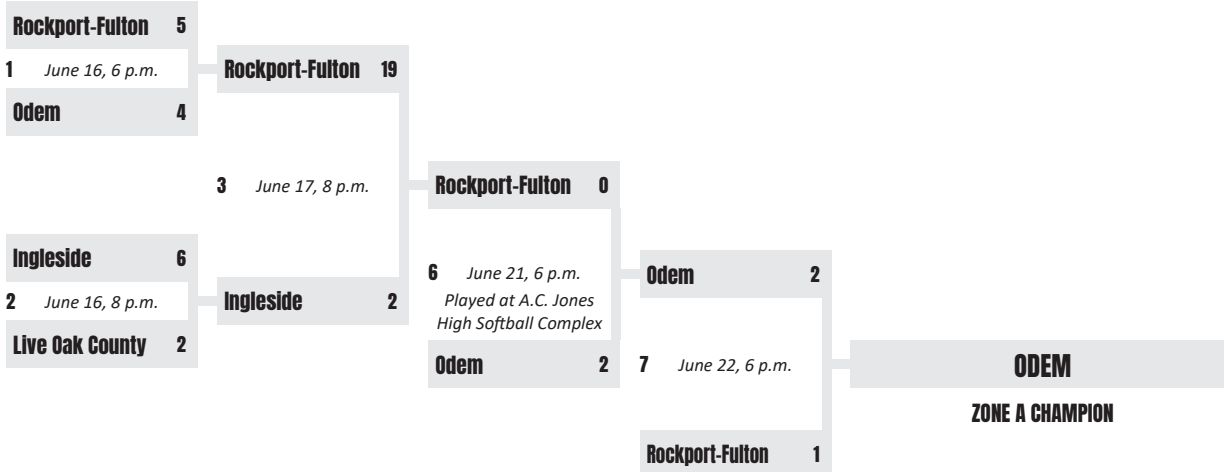 Rockport-Fulton 5
1 June 16, 6 p.m.
Odem 4
Rockport-Fulton 19
3 June 17, 8 p.m.
Ingleside 6
2 June 16, 8 p.m.
Live Oak County 2
Ingleside 2
Rockport-Fulton 0
6 June 21, 6 p.m.
Played at A.C. Jones
High Softball Complex
Odem 2
Odem 2
7 June 22, 6 p.m.
Rockport-Fulton 1
ODEM
ZONE A CHAMPION